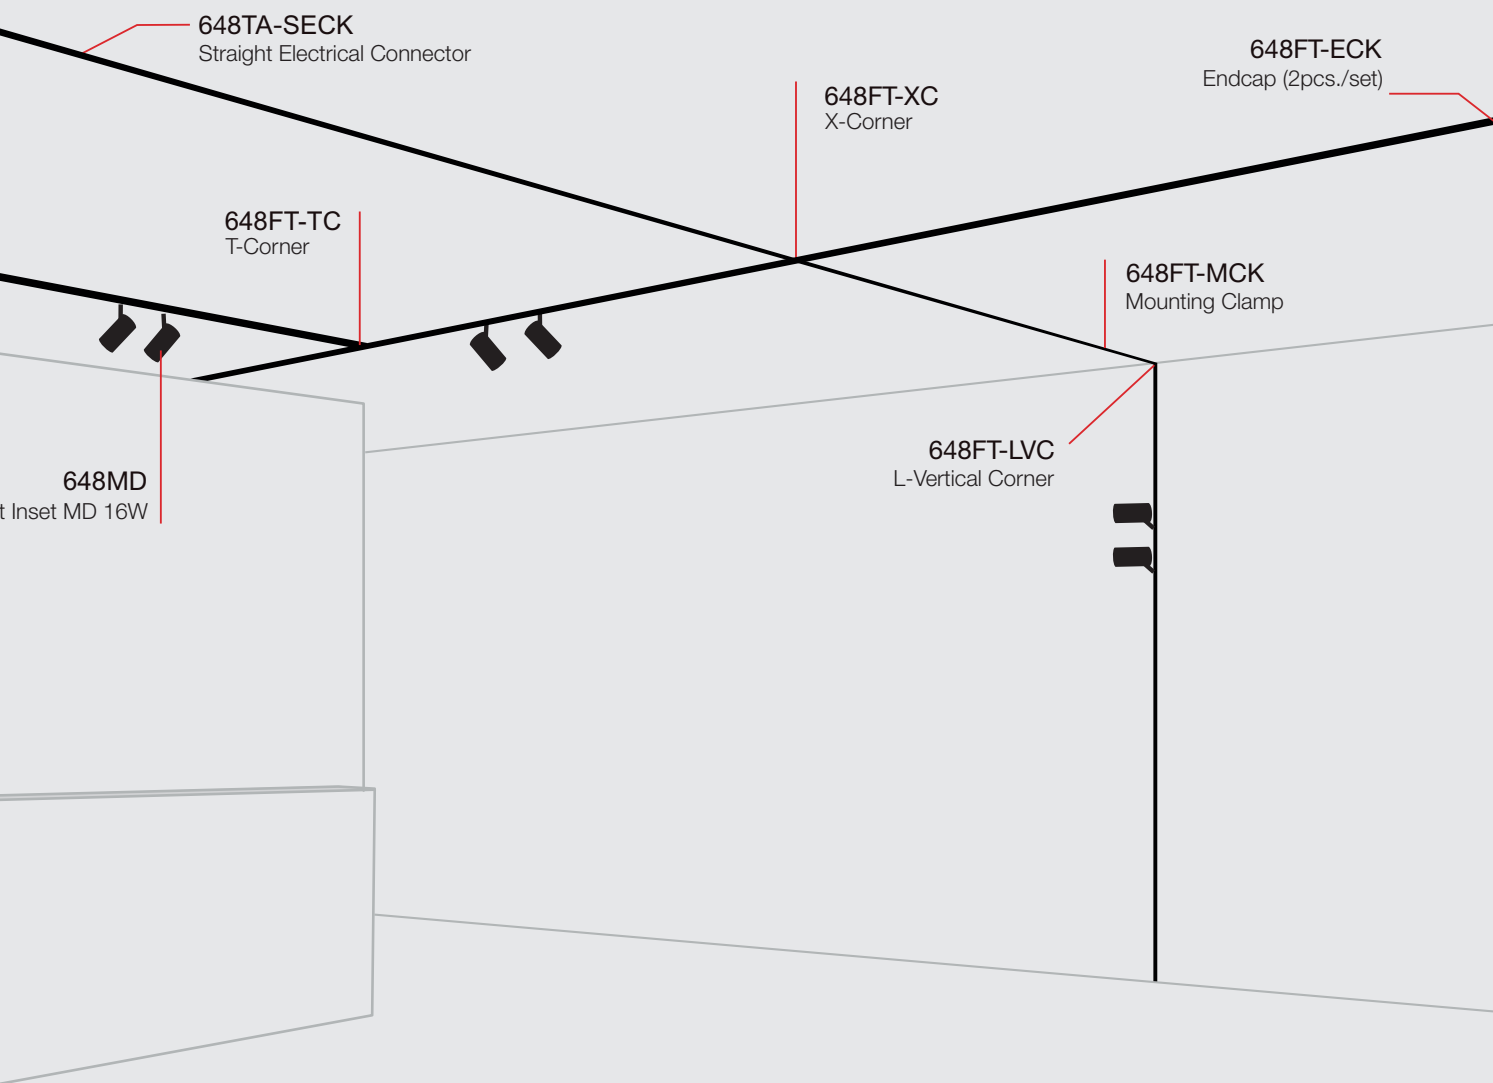 648TA-SECK
Straight Electrical Connector
648FT-ECK
Endcap (2pcs./set)
648FT-XC
X-Corner
648FT-TC
T-Corner
648FT-MCK
Mounting Clamp
648FT-LVC
L-Vertical Corner
648MD
t Inset MD 16W